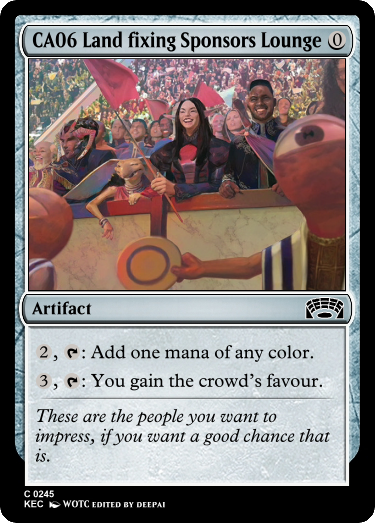 CA06 Land fixing Sponsors Lounge 0
Artifact
2, : Add one mana of any color.
3, : You gain the crowd's favour.
These are the people you want to
impress, if you want a good chance that
is.
C 0245
KEC WOTC EDITED BY DEEPAI